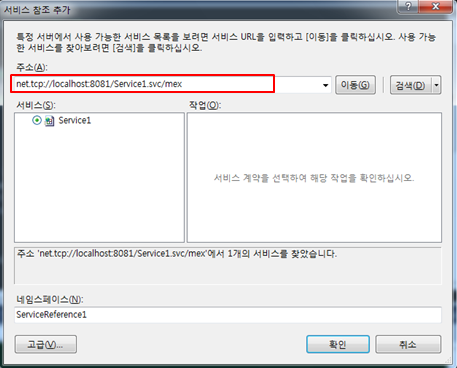 서비스 참조 추가
특정 서버에서 사용 가능한 서비스 목록을 보려면 서비스 URL을 입력하고 [이동]을 클릭하십시오. 사용 가능
한 서비스를 찾아보려면 [검색]을 클릭하십시오.
주소(A):
net.tcp://localhost:8081/Service1.svc/mex
이동(G)
검색(D)
서비스(S):
작업(O):
Service1
서비스 계약을 선택하여 해당 작업을 확인하십시오.
주소 'net.tcp://localhost:8081/Service1.svc/mex'에서 1개의 서비스를 찾았습니다.
네임스페이스(N):
ServiceReference1
고급(V)...
확인
취소